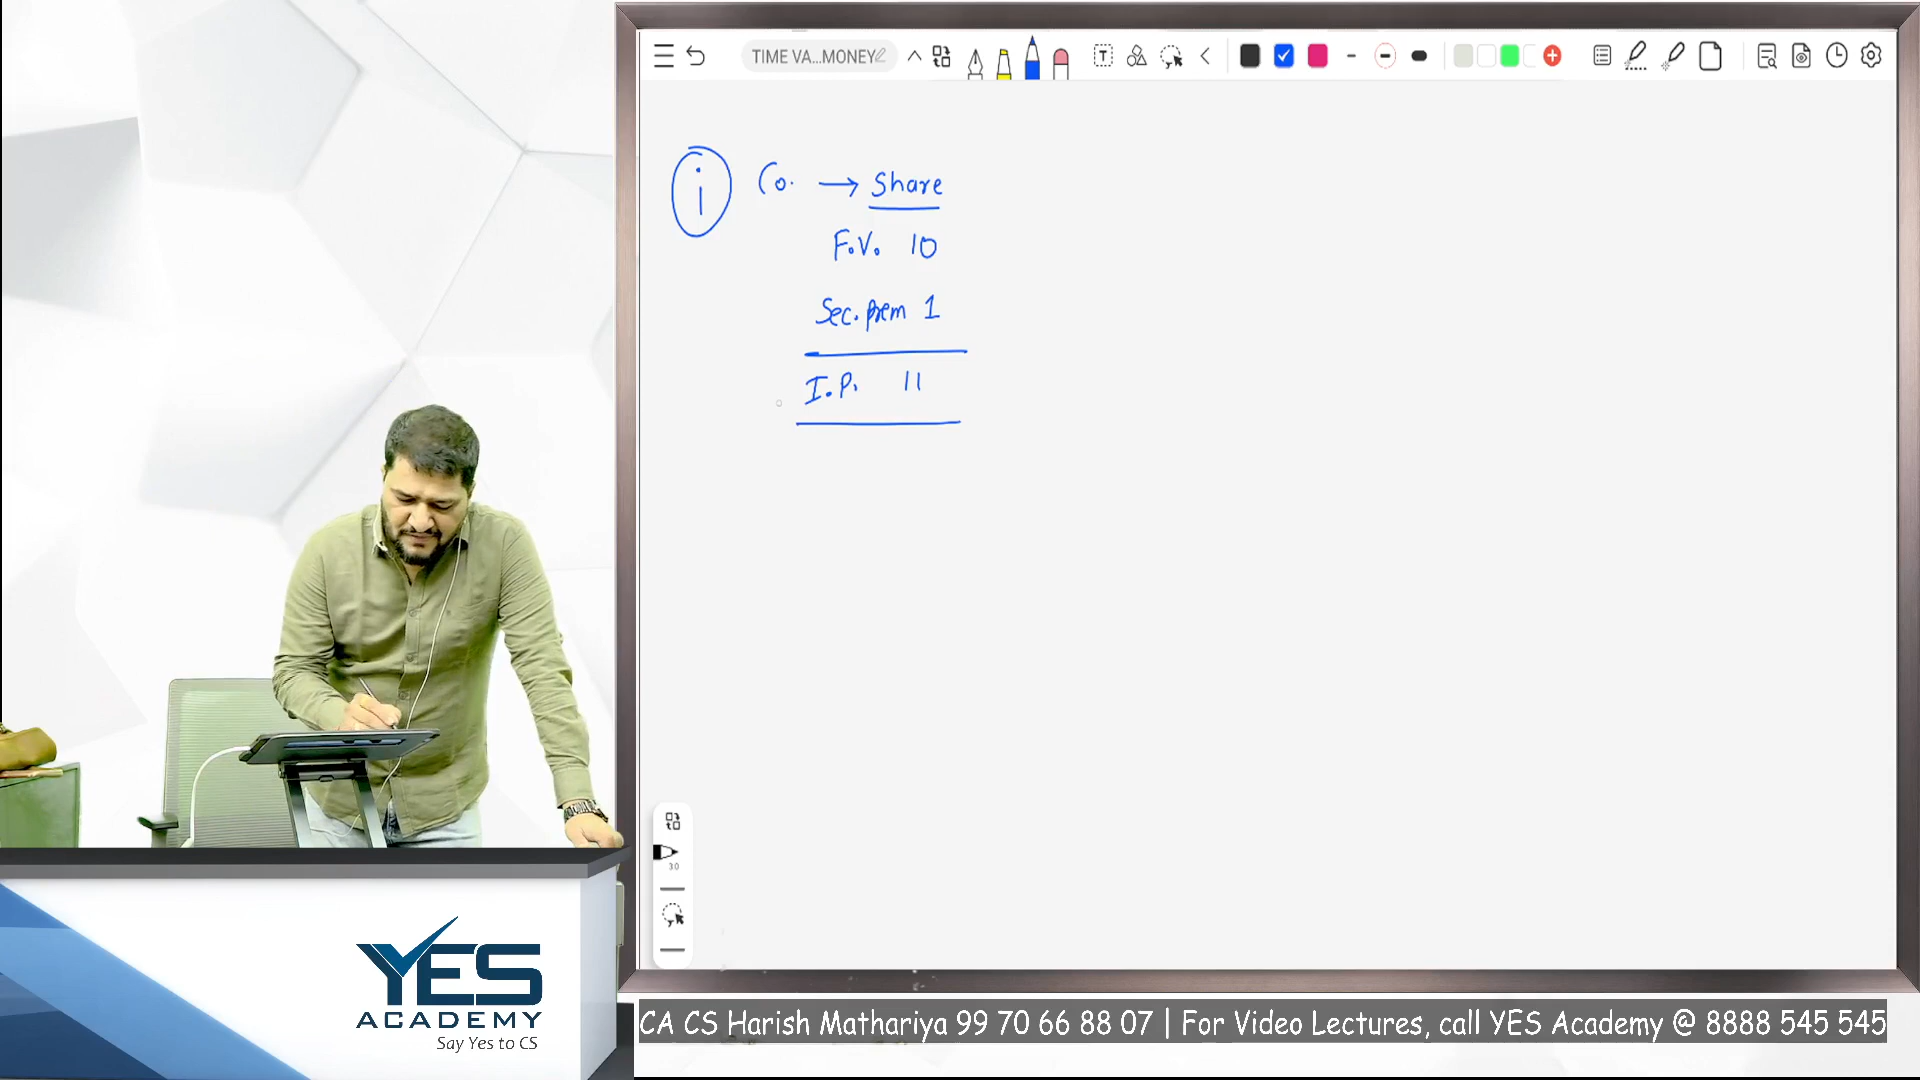 TIME VA...MONEY
i Co. → Share
F.V. 10
Sec. prem 1
I.P. 11
30
YES
ACADEMY
Say Yes to CS
CA CS Harish Mathariya 99 70 66 88 07 | For Video Lectures, call YES Academy @ 8888 545 545